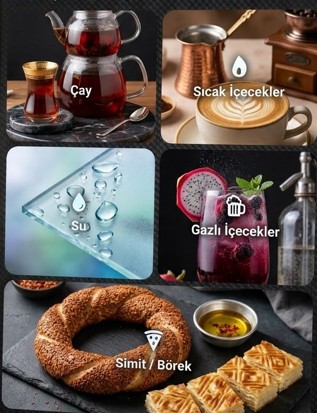 Çay
Sıcak İçecekler
Su
Gazlı İçecekler
Simit / Börek